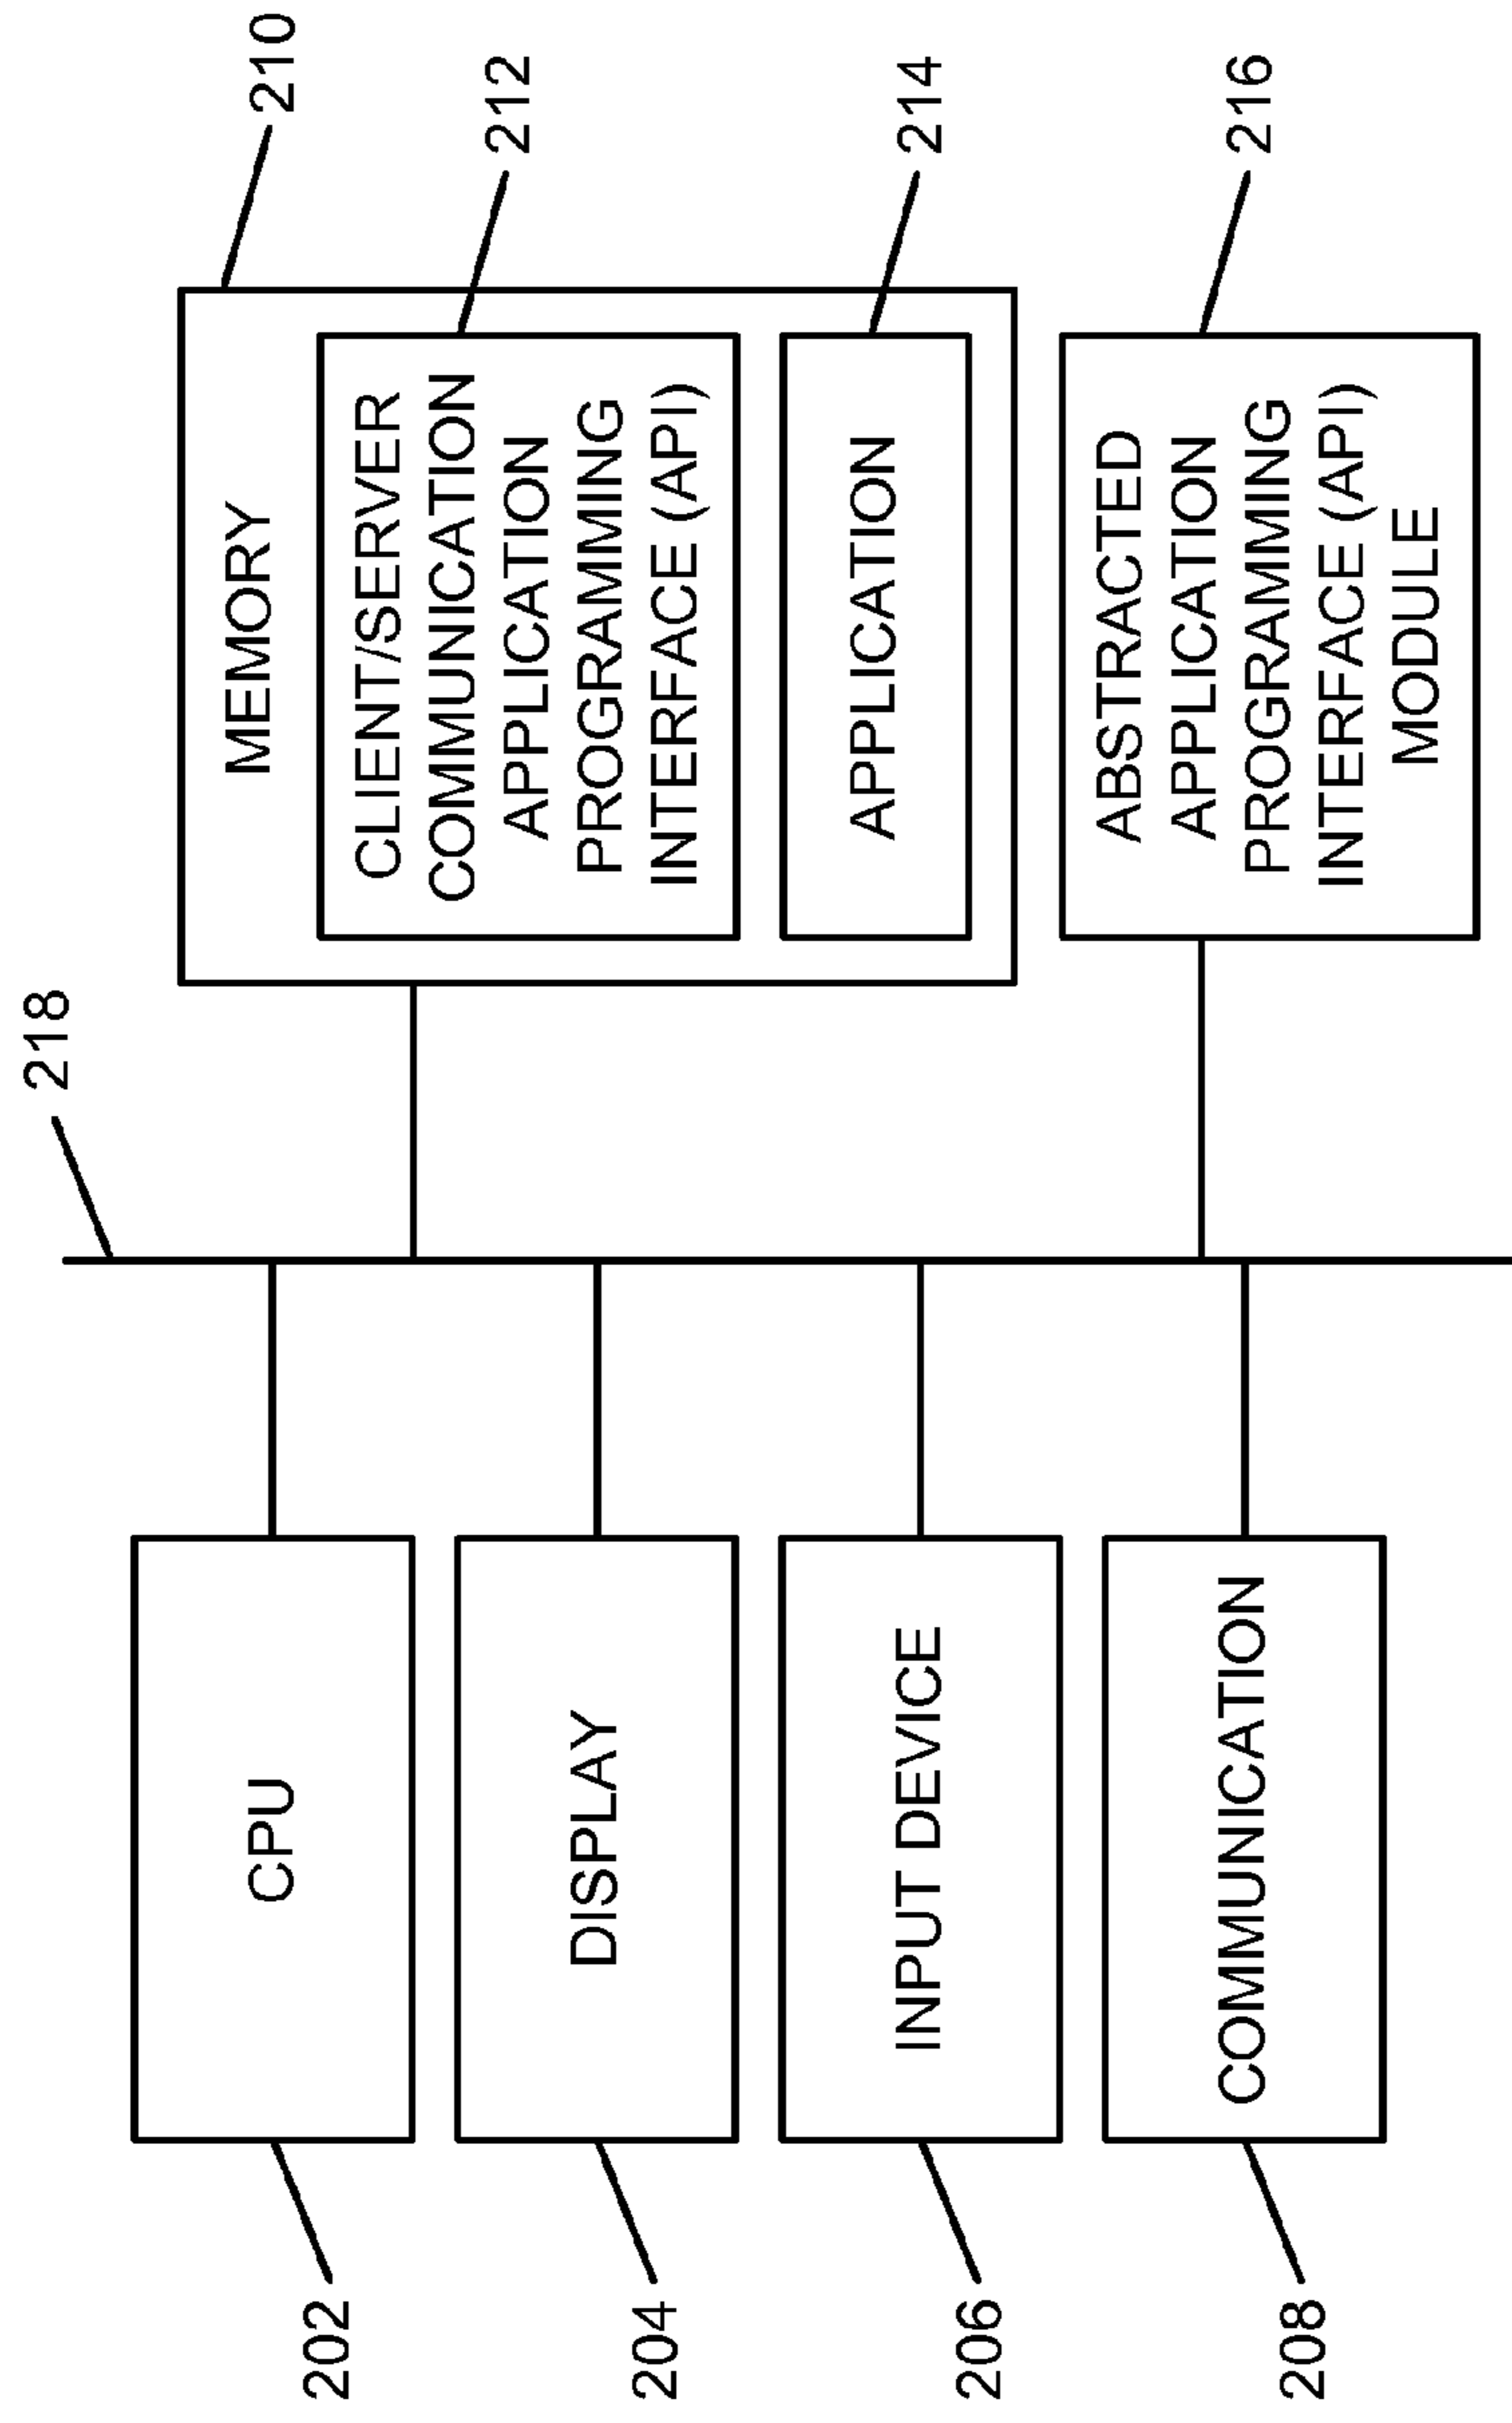 218
202
CPU
204
DISPLAY
206
INPUT DEVICE
208
COMMUNICATION
210
MEMORY
212
CLIENT/SERVER
COMMUNICATION
APPLICATION
PROGRAMMING
INTERFACE (API)
214
APPLICATION
216
ABSTRACTED
APPLICATION
PROGRAMMING
INTERFACE (API)
MODULE